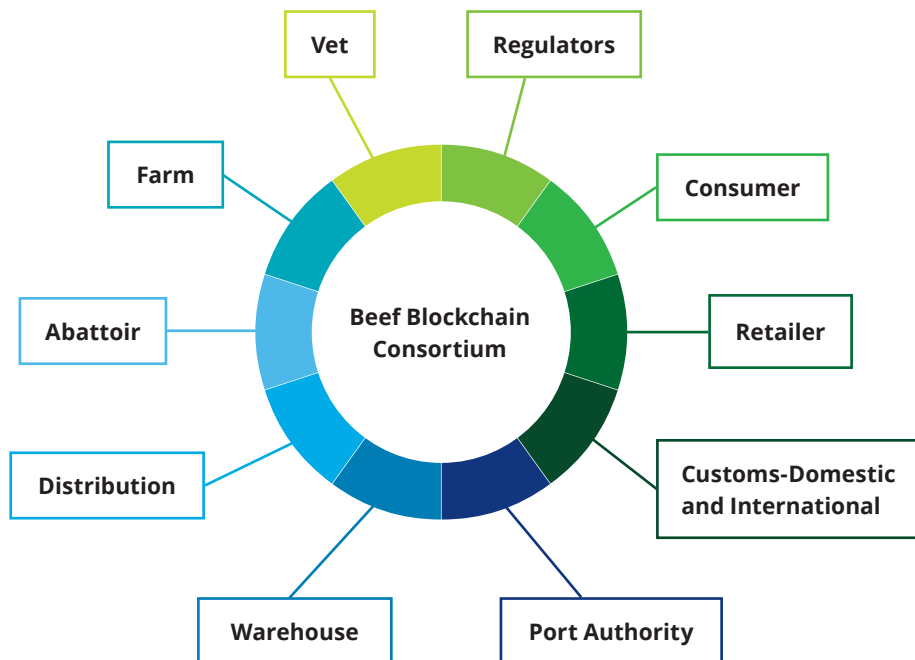 Vet
Regulators
Farm
Consumer
Abattoir
Beef Blockchain
Consortium
Retailer
Distribution
Customs-Domestic
and International
Warehouse
Port Authority